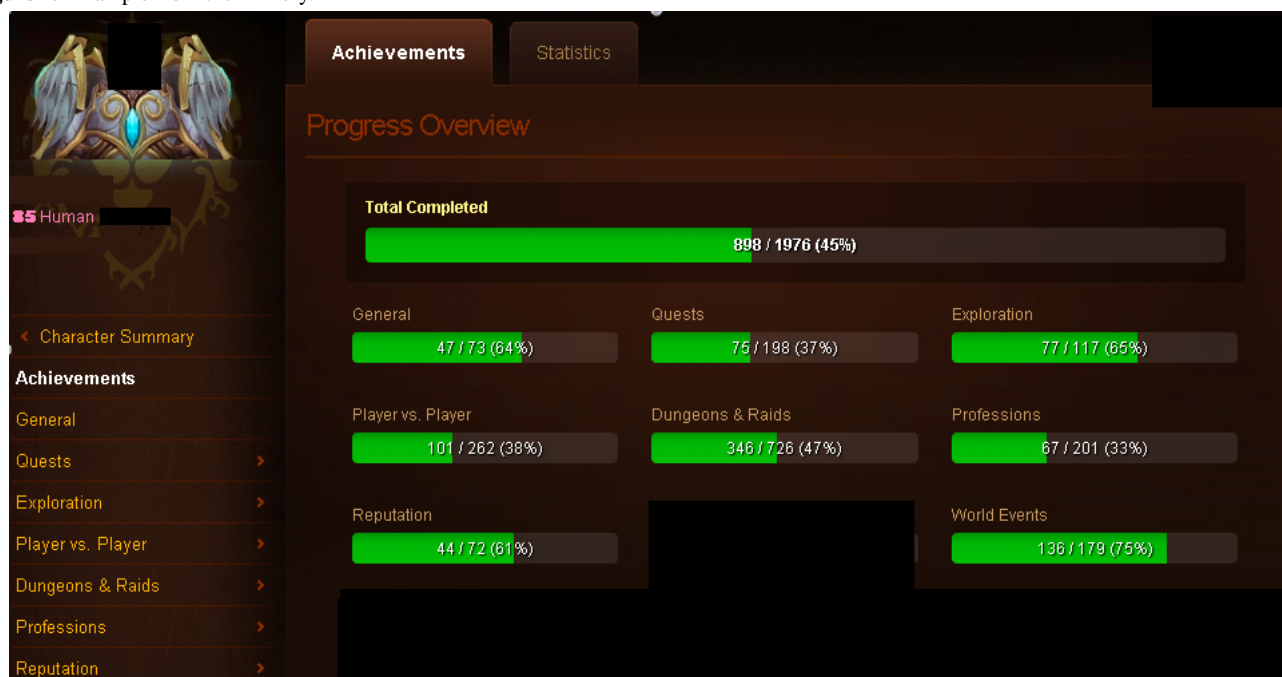 Achievements
Statistics
Progress Overview
85 Human
Total Completed
898 / 1976 (45%)
General
Quests
Exploration
47 / 73 (64%)
75 / 198 (37%)
77 / 117 (65%)
Player vs. Player
Dungeons & Raids
Professions
101 / 262 (38%)
346 / 726 (47%)
67 / 201 (33%)
Reputation
World Events
44 / 72 (61%)
136 / 179 (75%)
Character Summary
Achievements
General
Quests
Exploration
Player vs. Player
Dungeons & Raids
Professions
Reputation